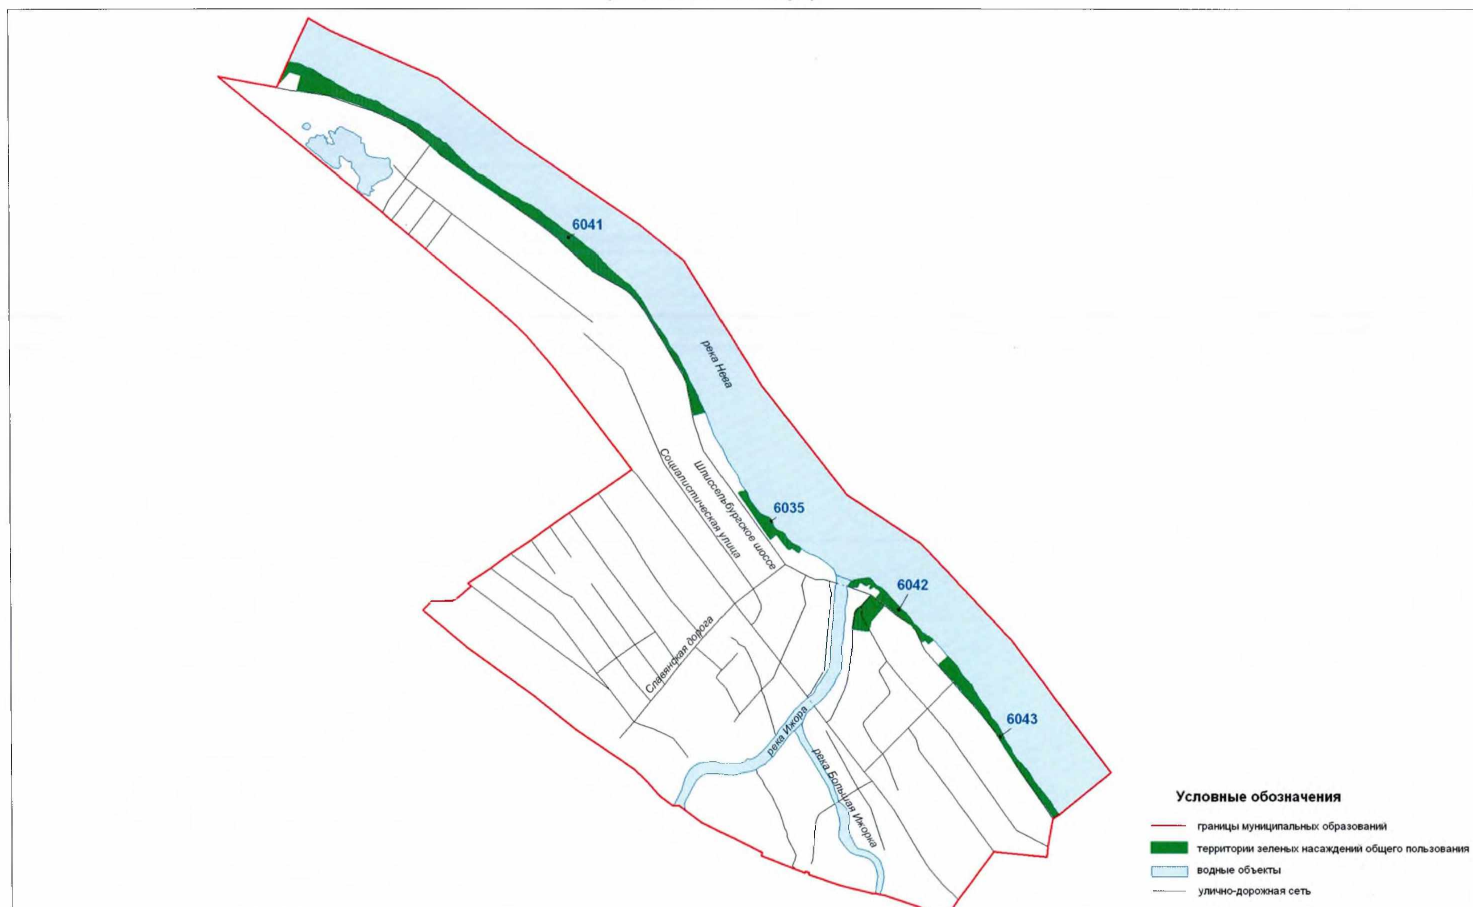 6041
река Нева
Социалистическая улица
Шлиссельбургское шоссе
6035
6042
Славянская дорога
6043
река Ижора
река Большая Ижорка
Условные обозначения
границы муниципальных образований
территории зеленых насаждений общего пользования
водные объекты
улично-дорожная сеть